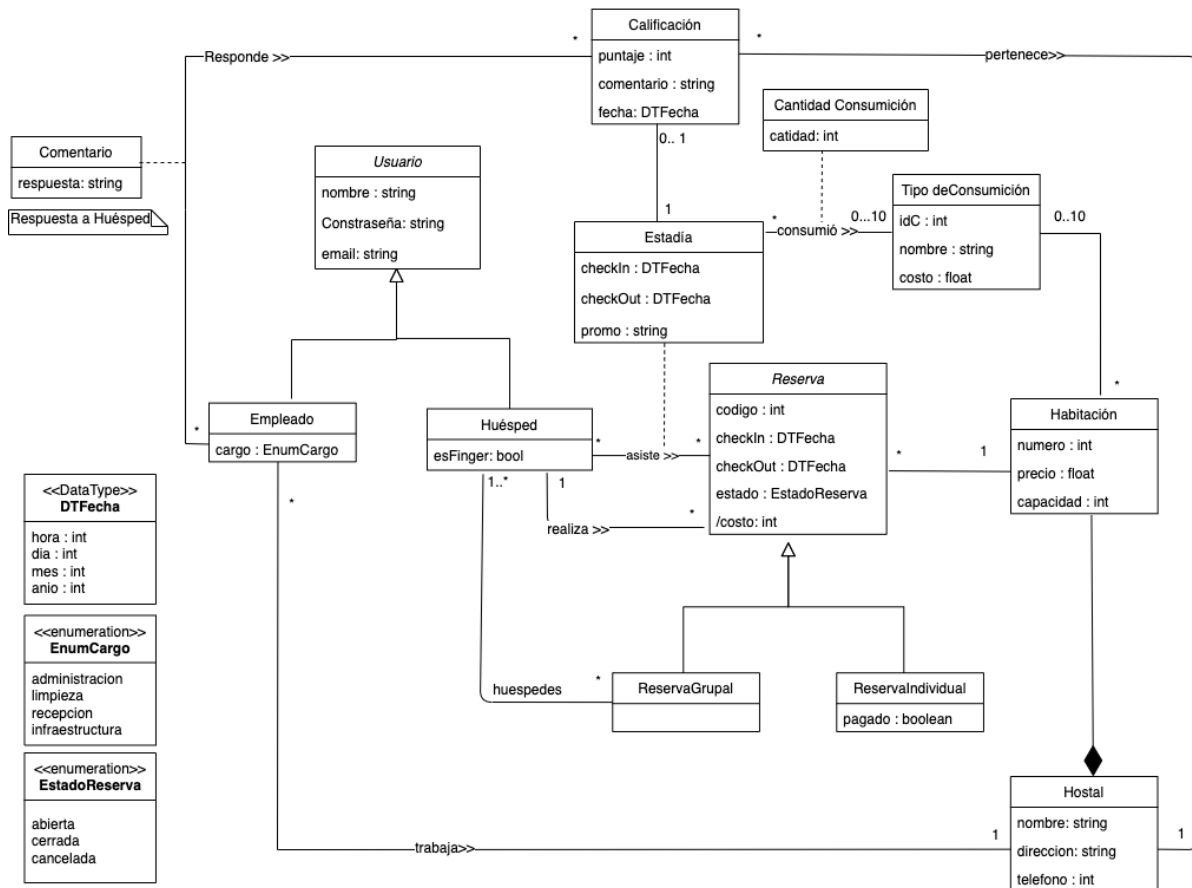 Calificación
puntaje : int
comentario : string
fecha: DTFecha
*
Responde >>
*
pertenece>>
Cantidad Consumición
catidad: int
Comentario
respuesta: string
Respuesta a Huésped
Usuario
nombre : string
Constraseña: string
email: string
0.. 1
1
Tipo deConsumición
idC : int
nombre : string
costo : float
*
consumió >>
0...10
0..10
Estadía
checkIn : DTFecha
checkOut : DTFecha
promo : string
Reserva
codigo : int
checkIn : DTFecha
checkOut : DTFecha
estado : EstadoReserva
/costo: int
*
Habitación
numero : int
precio : float
capacidad : int
Empleado
cargo : EnumCargo
*
*
Huésped
esFinger: bool
*
asiste >>
*
*
1
1..*
1
realiza >>
*
<<DataType>>
DTFecha
hora : int
dia : int
mes : int
anio : int
<<enumeration>>
EnumCargo
administracion
limpieza
recepcion
infraestructura
huespedes
*
ReservaGrupal
ReservaIndividual
pagado : boolean
<<enumeration>>
EstadoReserva
abierta
cerrada
cancelada
trabaja>>
1
Hostal
nombre: string
direccion: string
telefono : int
1